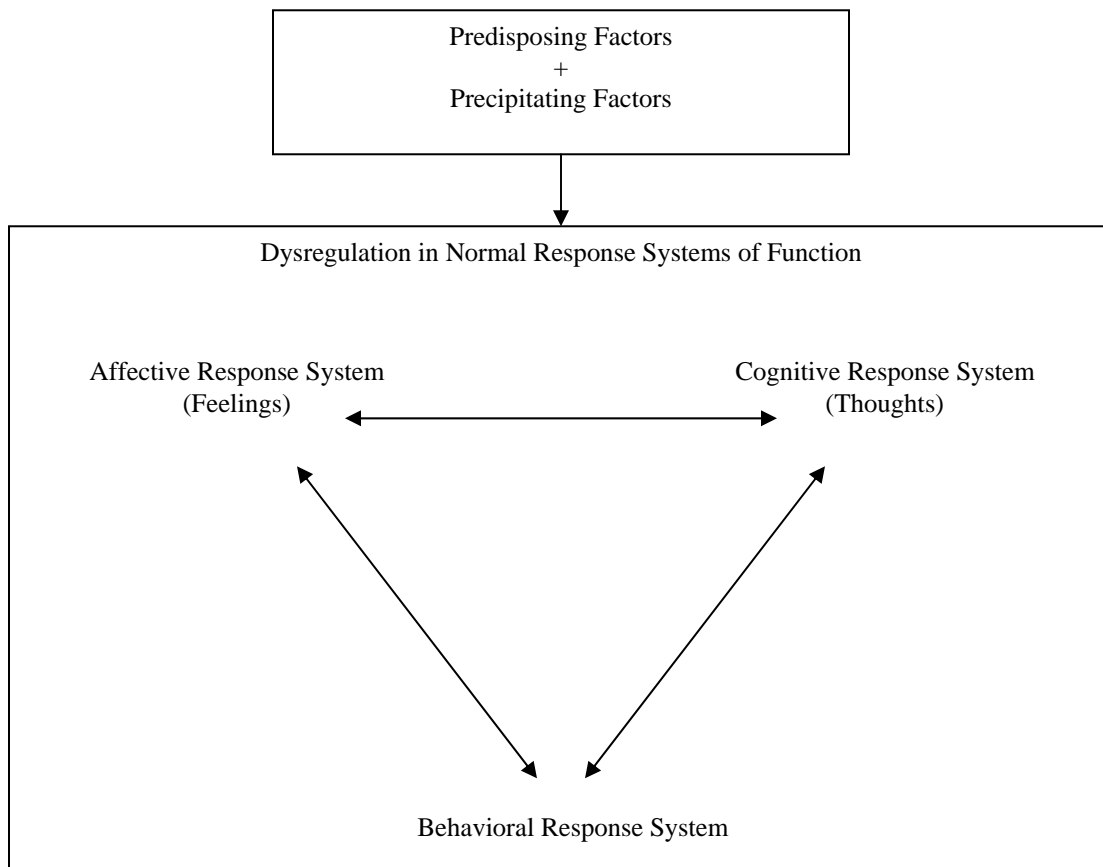 Predisposing Factors
+
Precipitating Factors
Dysregulation in Normal Response Systems of Function
Affective Response System
(Feelings)
Cognitive Response System
(Thoughts)
Behavioral Response System